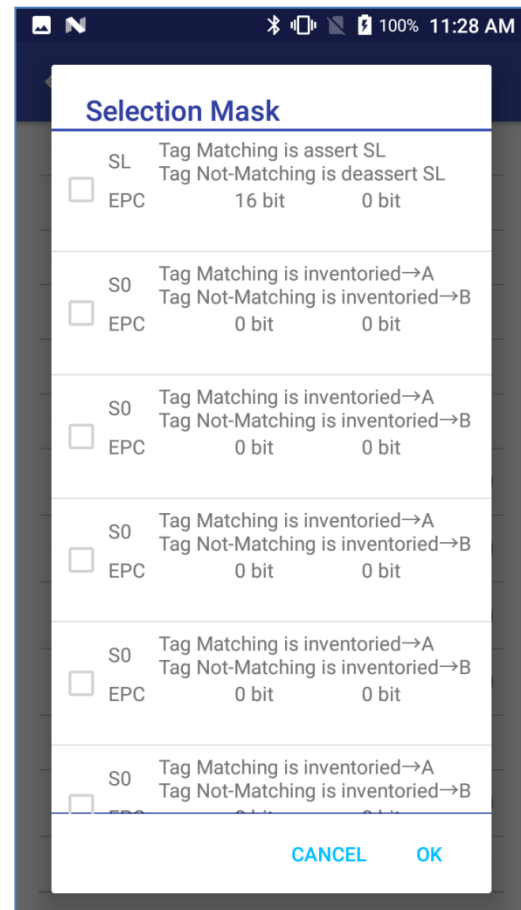 100% 11:28 AM
Selection Mask
SL Tag Matching is assert SL
Tag Not-Matching is deassert SL
EPC 16 bit 0 bit
S0 Tag Matching is inventoried→A
Tag Not-Matching is inventoried→B
EPC 0 bit 0 bit
S0 Tag Matching is inventoried→A
Tag Not-Matching is inventoried→B
EPC 0 bit 0 bit
S0 Tag Matching is inventoried→A
Tag Not-Matching is inventoried→B
EPC 0 bit 0 bit
S0 Tag Matching is inventoried→A
Tag Not-Matching is inventoried→B
EPC 0 bit 0 bit
S0 Tag Matching is inventoried→A
Tag Not-Matching is inventoried→B
CANCEL OK